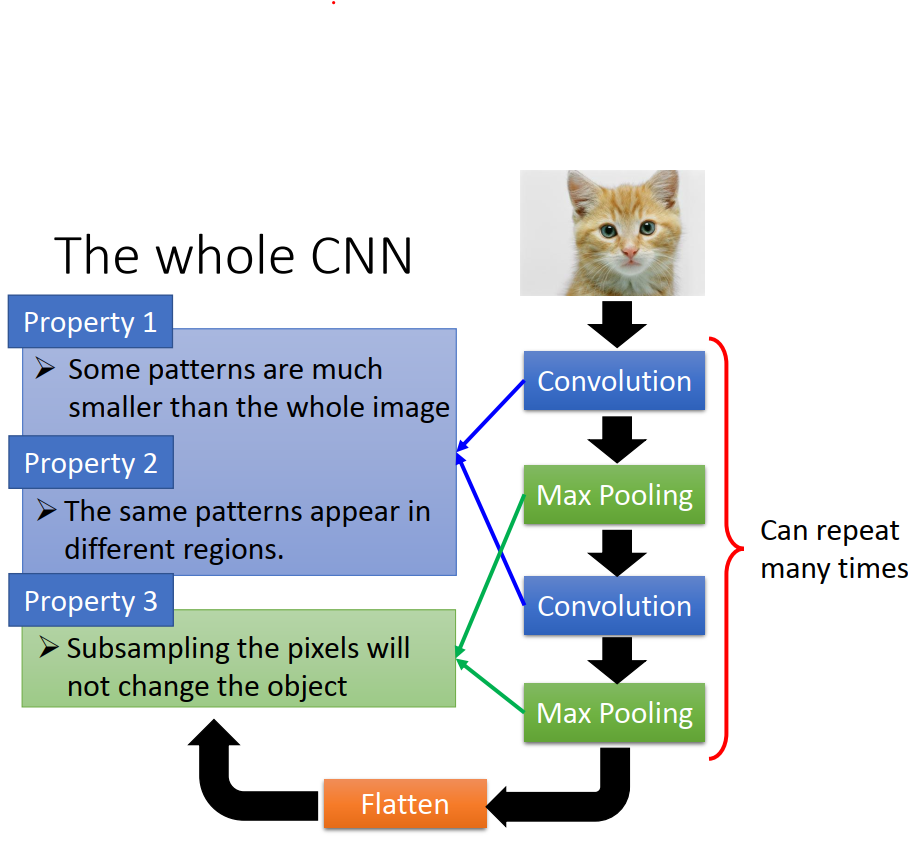 The whole CNN
Property 1
➢ Some patterns are much
smaller than the whole image
Property 2
➢ The same patterns appear in
different regions.
Property 3
➢ Subsampling the pixels will
not change the object
Convolution
Max Pooling
Convolution
Max Pooling
Can repeat
many times
Flatten